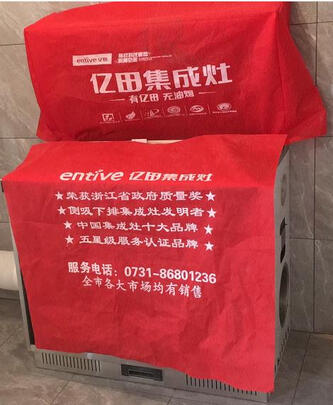 entive 亿田
亿田集成灶
有亿田 无油烟
entive 亿田集成灶
★荣获浙江省政府质量奖
★侧吸下排集成灶发明者
★中国集成灶十大品牌
★五星级服务认证品牌
服务电话：0731-86801236
全市各大市场均有销售